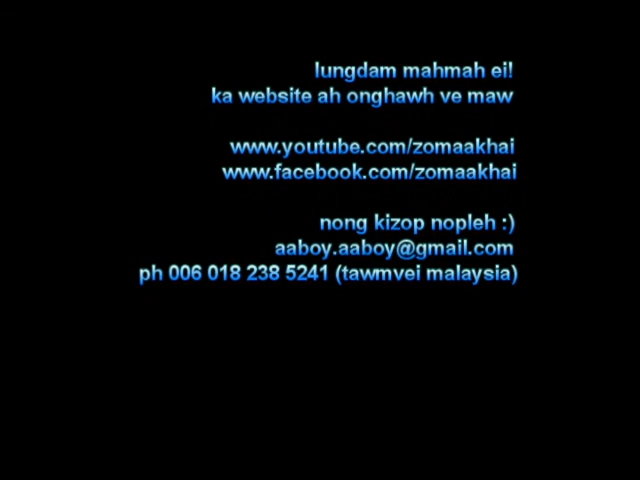 lungdam mahmah ei!
ka website ah onghawh ve maw
www.youtube.com/zomaakhai
www.facebook.com/zomaakhai
nong kizop nopleh :)
aaboy.aaboy@gmail.com
ph 006 018 238 5241 (tawmvei malaysia)